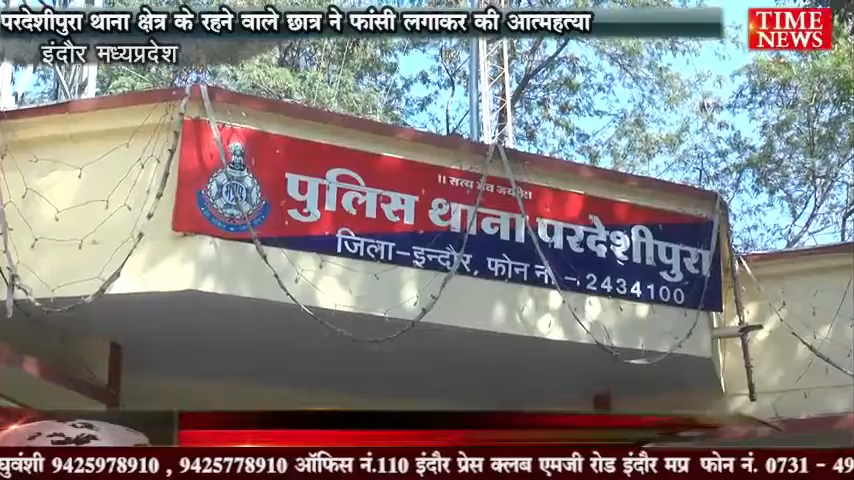 परदेशीपुरा थाना क्षेत्र के रहने वाले छात्र ने फांसी लगाकर की आत्महत्या
इंदौर मध्यप्रदेश
TIME
NEWS
॥ सत्य मेव जयते॥
पुलिस थाना परदेशीपुरा
जिला-इन्दौर, फोन नं. - 2434100
घुवंशी 9425978910 , 9425778910 ऑफिस नं.110 इंदौर प्रेस क्लब एमजी रोड इंदौर मप्र फोन नं. 0731 - 49